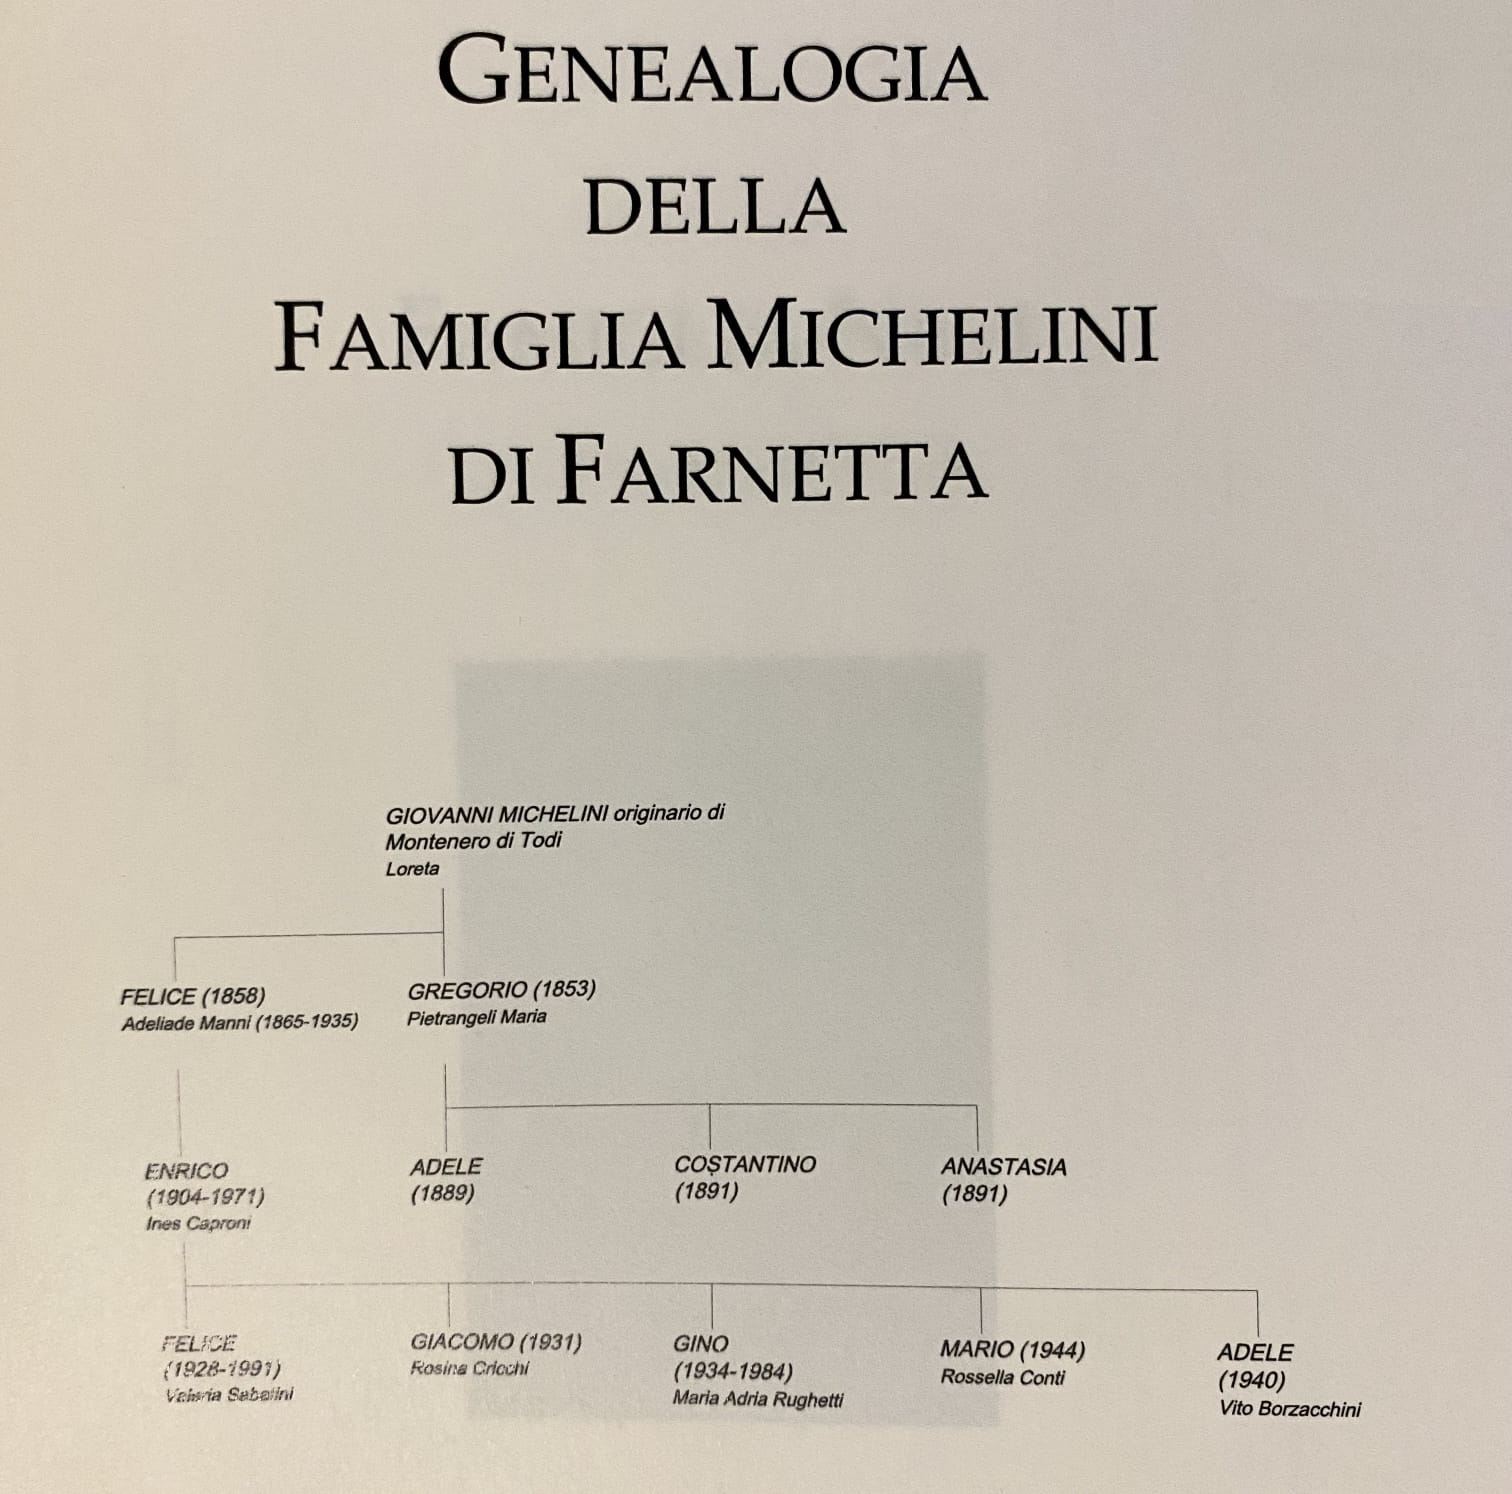 GENEALOGIA
DELLA
FAMIGLIA MICHELINI
DI FARNETTA
GIOVANNI MICHELINI originario di
Montenero di Todi
Loreta
FELICE (1858)
Adeliade Manni (1865-1935)
GREGORIO (1853)
Pietrangeli Maria
ENRICO
(1904-1971)
Ines Caproni
ADELE
(1889)
COSTANTINO
(1891)
ANASTASIA
(1891)
FELICE
(1928-1991)
Valeria Sabatini
GIACOMO (1931)
Rosina Cricchi
GINO
(1934-1984)
Maria Adria Rughetti
MARIO (1944)
Rossella Conti
ADELE
(1940)
Vito Borzacchini